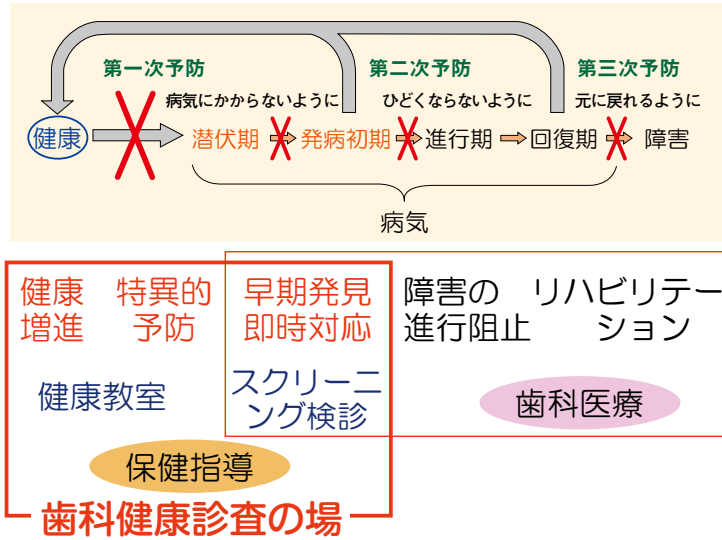 第一次予防 第二次予防 第三次予防
病気にかからないように ひどくならないように 元に戻れるように
健康 潜伏期 発病初期 進行期 回復期 障害
病気
健康 特異的 早期発見 障害の リハビリテー
増進 予防 即時対応 進行阻止 ション
健康教室 スクリーニ
ング検診
歯科医療
保健指導
歯科健康診査の場